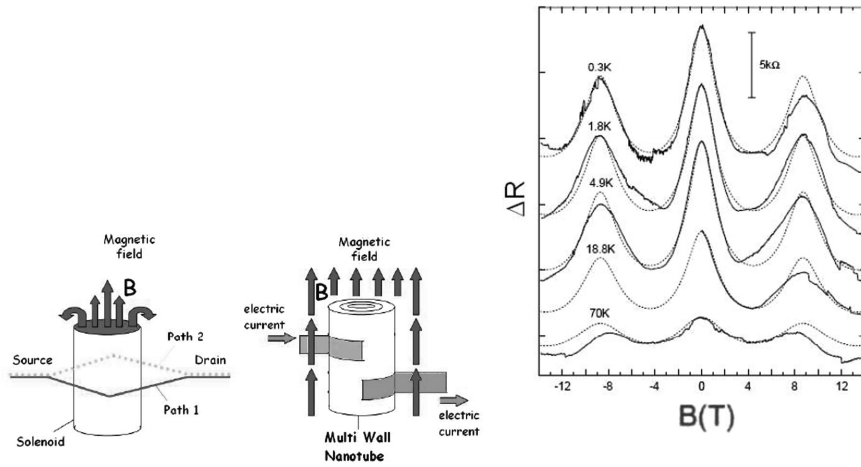 Magnetic
field
B
Path 2
Source
Drain
Path 1
Solenoid
Magnetic
field
B
electric
current
electric
current
Multi Wall
Nanotube
0.3K
5kΩ
1.8K
4.9K
18.8K
70K
ΔR
-12 -8 -4 0 4 8 12
B(T)